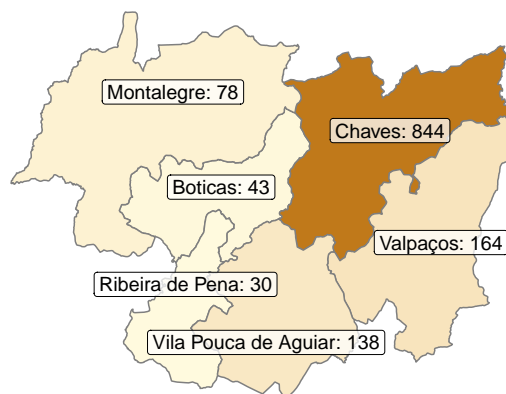 Montalegre: 78
Chaves: 844
Boticas: 43
Valpaços: 164
Ribeira de Pena: 30
Vila Pouca de Aguiar: 138